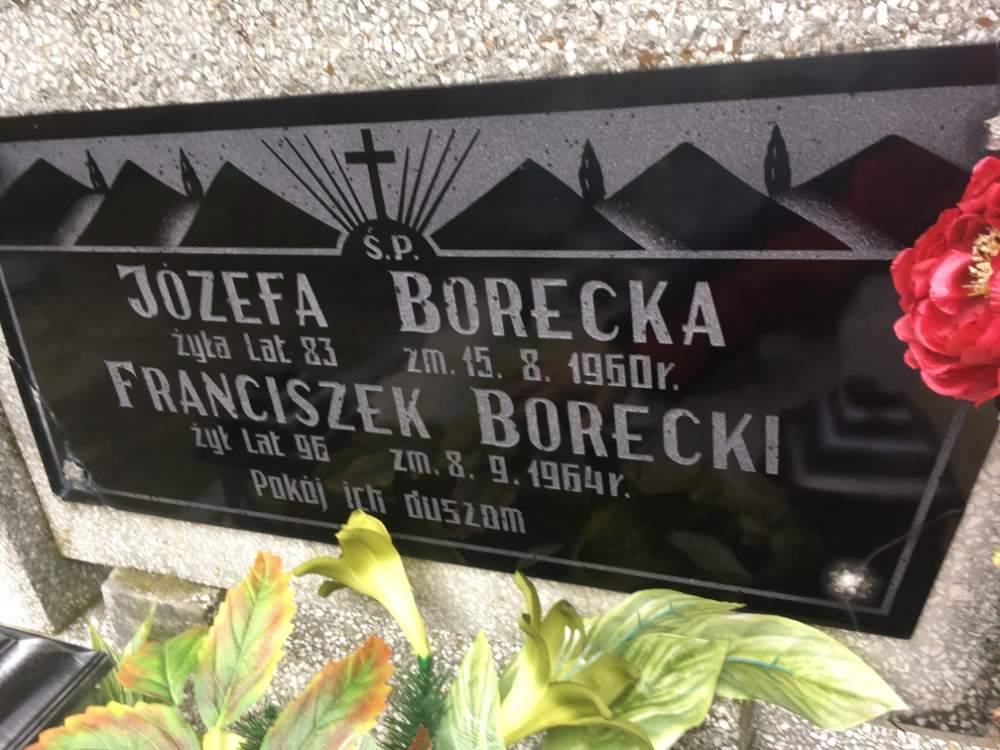 Ś.P.
JÓZEFA BORECKA
żyła Lat 83 zm. 15. 8. 1960r.
FRANCISZEK BORECKI
żył Lat 96 zm. 8. 9. 1964r.
Pokój ich duszom